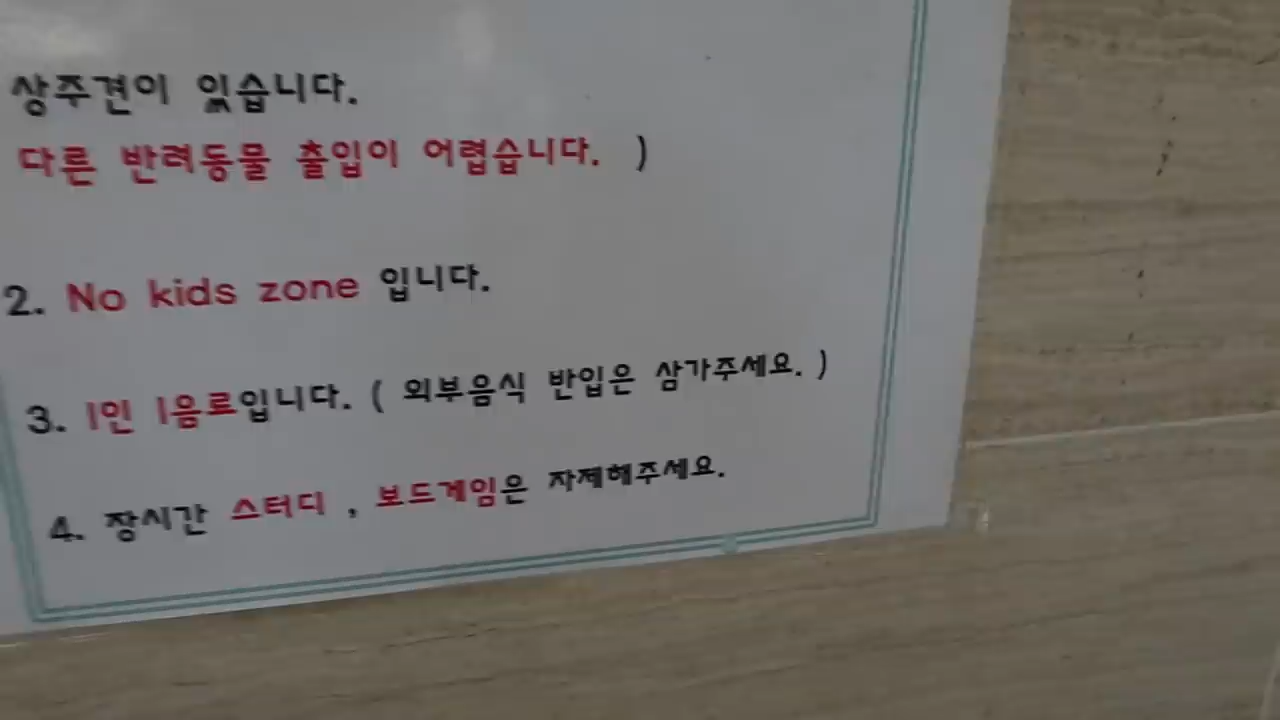 상주견이 있습니다.
다른 반려동물 출입이 어렵습니다. )
2. No kids zone 입니다.
3. 1인 1음료입니다. ( 외부음식 반입은 삼가주세요. )
4. 장시간 스터디 , 보드게임은 자제해주세요.